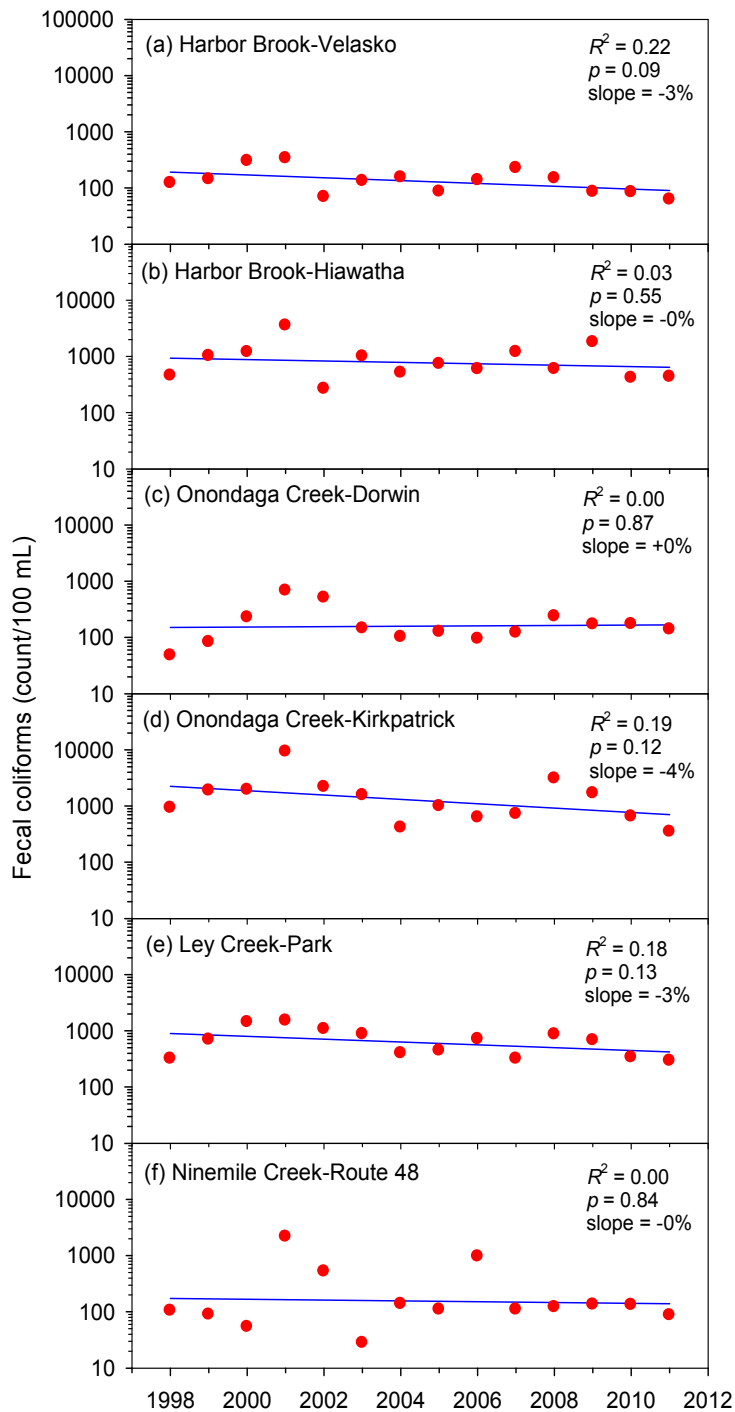 Fecal coliforms (count/100 mL)
100000
10000
1000
100
10
(a) Harbor Brook-Velasko
R² = 0.22
p = 0.09
slope = -3%
10000
1000
100
10
(b) Harbor Brook-Hiawatha
R² = 0.03
p = 0.55
slope = -0%
10000
1000
100
10
(c) Onondaga Creek-Dorwin
R² = 0.00
p = 0.87
slope = +0%
10000
1000
100
10
(d) Onondaga Creek-Kirkpatrick
R² = 0.19
p = 0.12
slope = -4%
10000
1000
100
10
(e) Ley Creek-Park
R² = 0.18
p = 0.13
slope = -3%
10000
1000
100
10
(f) Ninemile Creek-Route 48
R² = 0.00
p = 0.84
slope = -0%
1998 2000 2002 2004 2006 2008 2010 2012